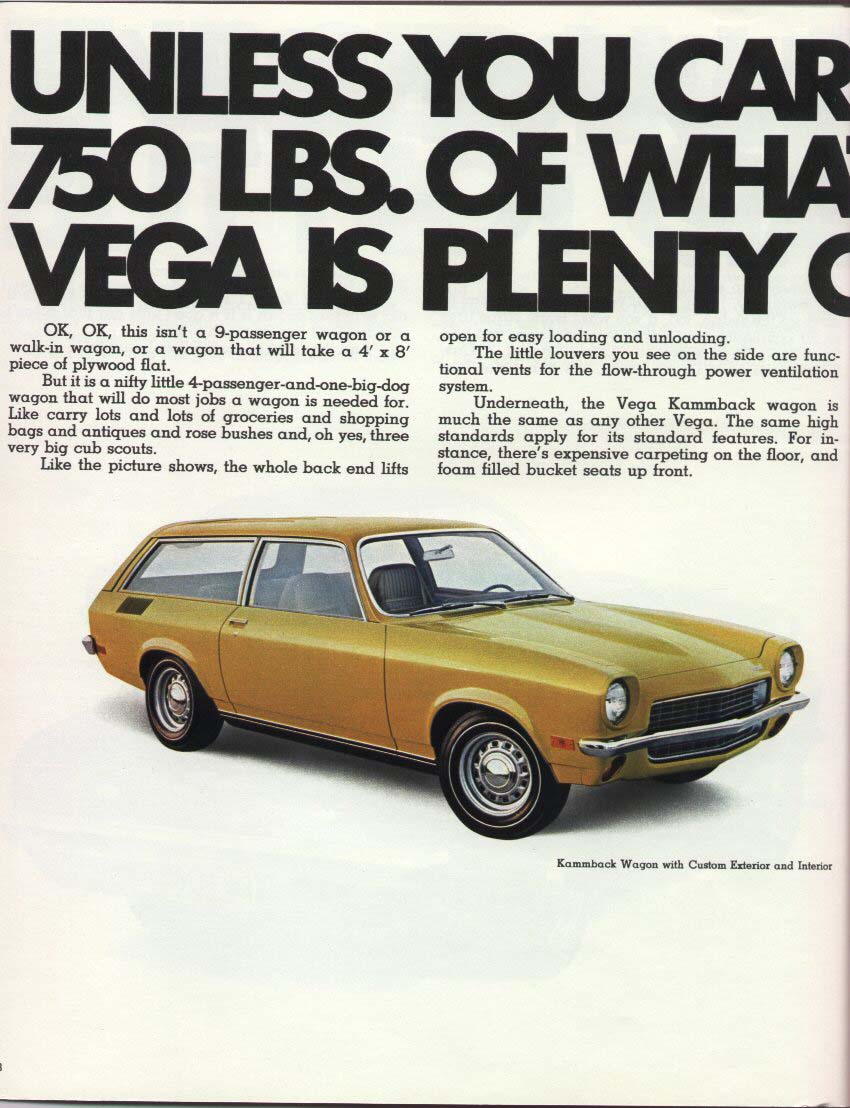 UNLESS YOU CAR
750 LBS. OF WHA
VEGA IS PLENTY
OK, OK, this isn't a 9-passenger wagon or a
walk-in wagon, or a wagon that will take a 4' x 8'
piece of plywood flat.
But it is a nifty little 4-passenger-and-one-big-dog
wagon that will do most jobs a wagon is needed for.
Like carry lots and lots of groceries and shopping
bags and antiques and rose bushes and, oh yes, three
very big cub scouts.
Like the picture shows, the whole back end lifts
open for easy loading and unloading.
The little louvers you see on the side are func-
tional vents for the flow-through power ventilation
system.
Underneath, the Vega Kammback wagon is
much the same as any other Vega. The same high
standards apply for its standard features. For in-
stance, there's expensive carpeting on the floor, and
foam filled bucket seats up front.
Kammback Wagon with Custom Exterior and Interior